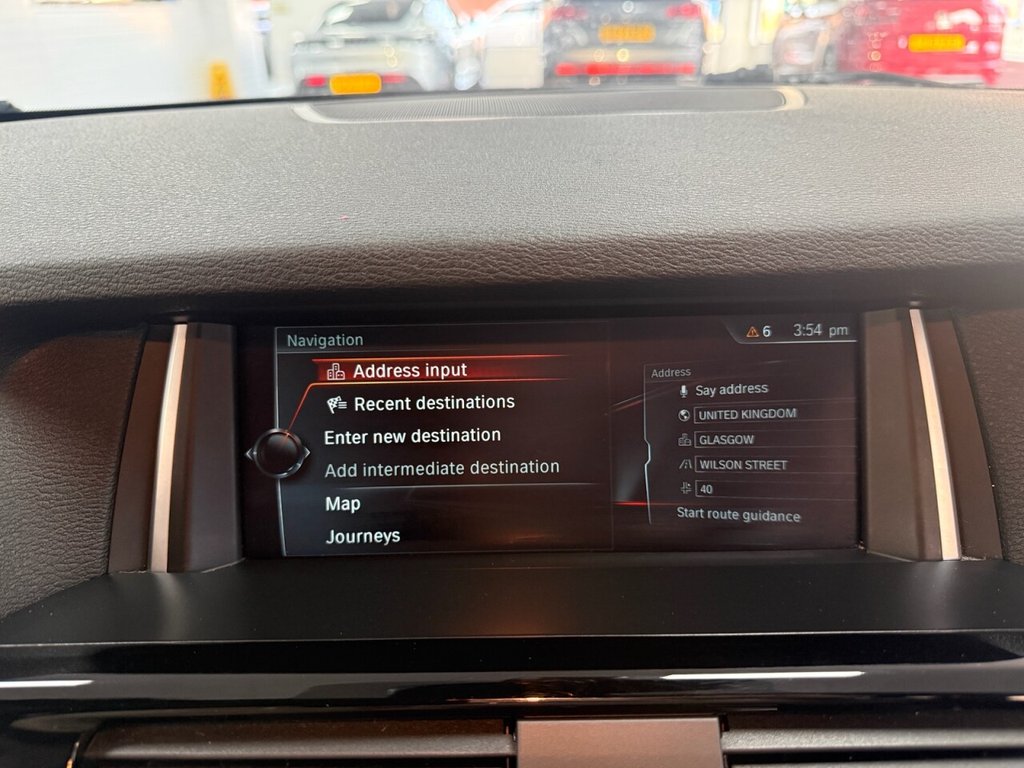 Navigation
6 3:54 pm
Address input
Recent destinations
Enter new destination
Add intermediate destination
Map
Journeys
Address
Say address
UNITED KINGDOM
GLASGOW
WILSON STREET
40
Start route guidance